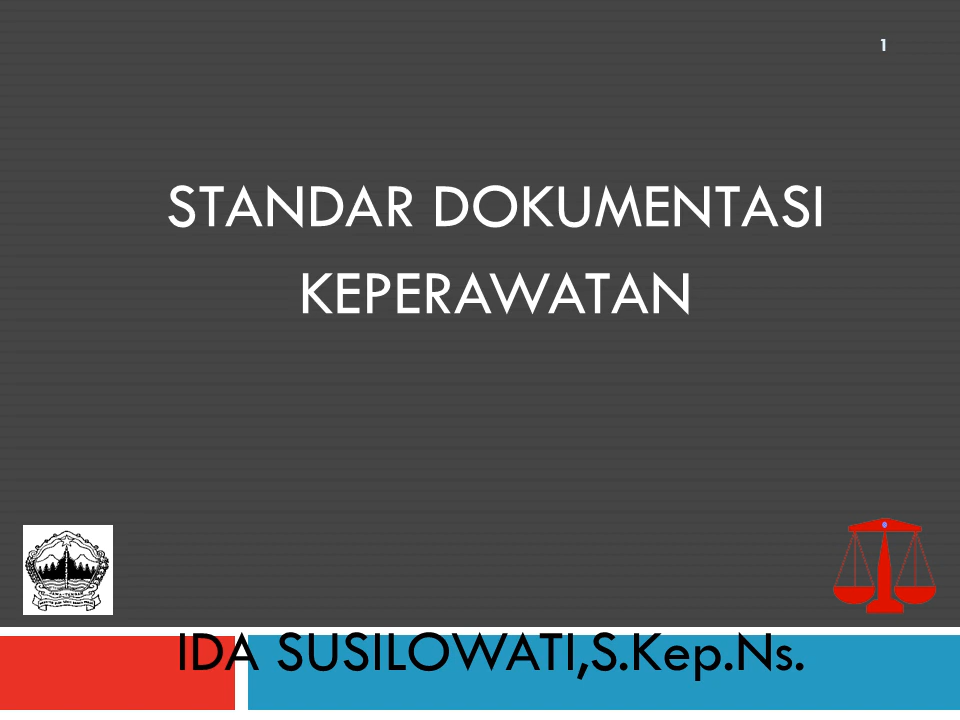 1
STANDAR DOKUMENTASI
KEPERAWATAN
IDA SUSILOWATI,S.Kep.Ns.